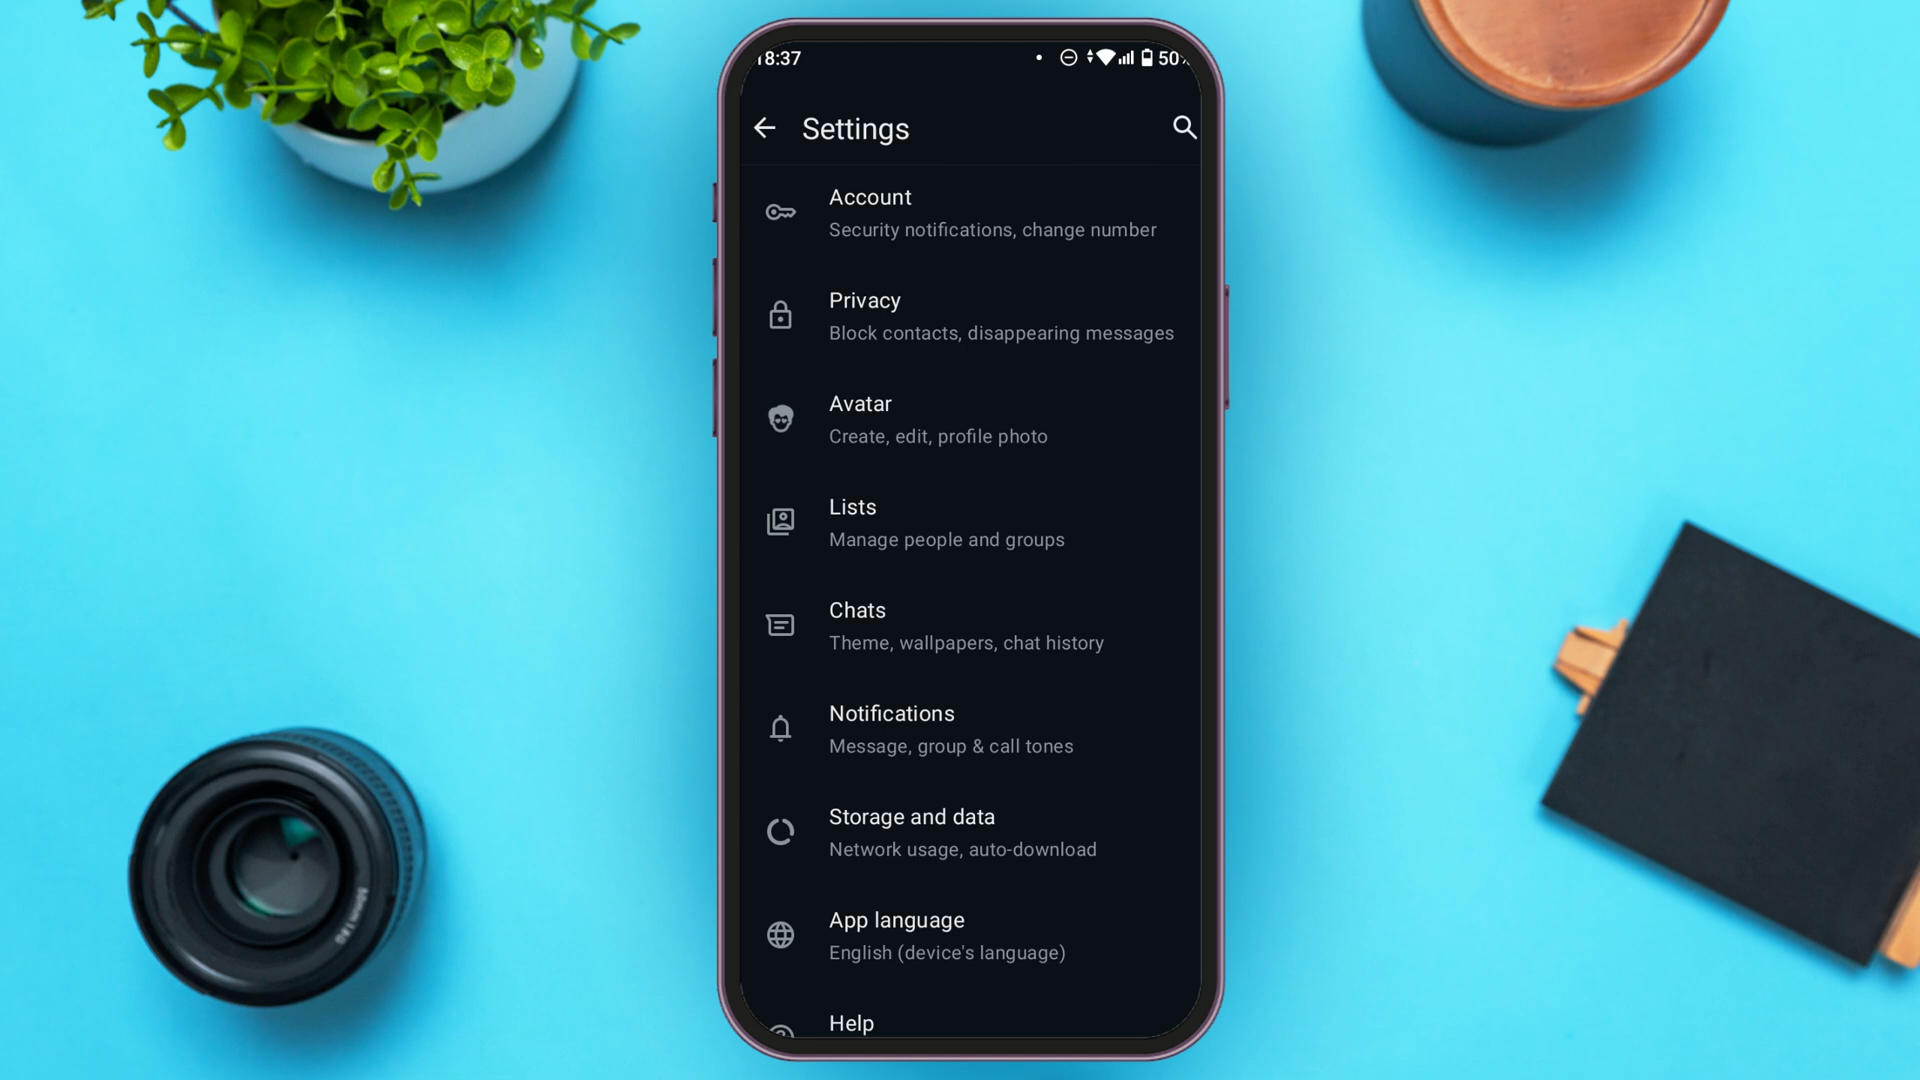 18:37
50%
Settings
Account
Security notifications, change number
Privacy
Block contacts, disappearing messages
Avatar
Create, edit, profile photo
Lists
Manage people and groups
Chats
Theme, wallpapers, chat history
Notifications
Message, group & call tones
Storage and data
Network usage, auto-download
App language
English (device's language)
Help